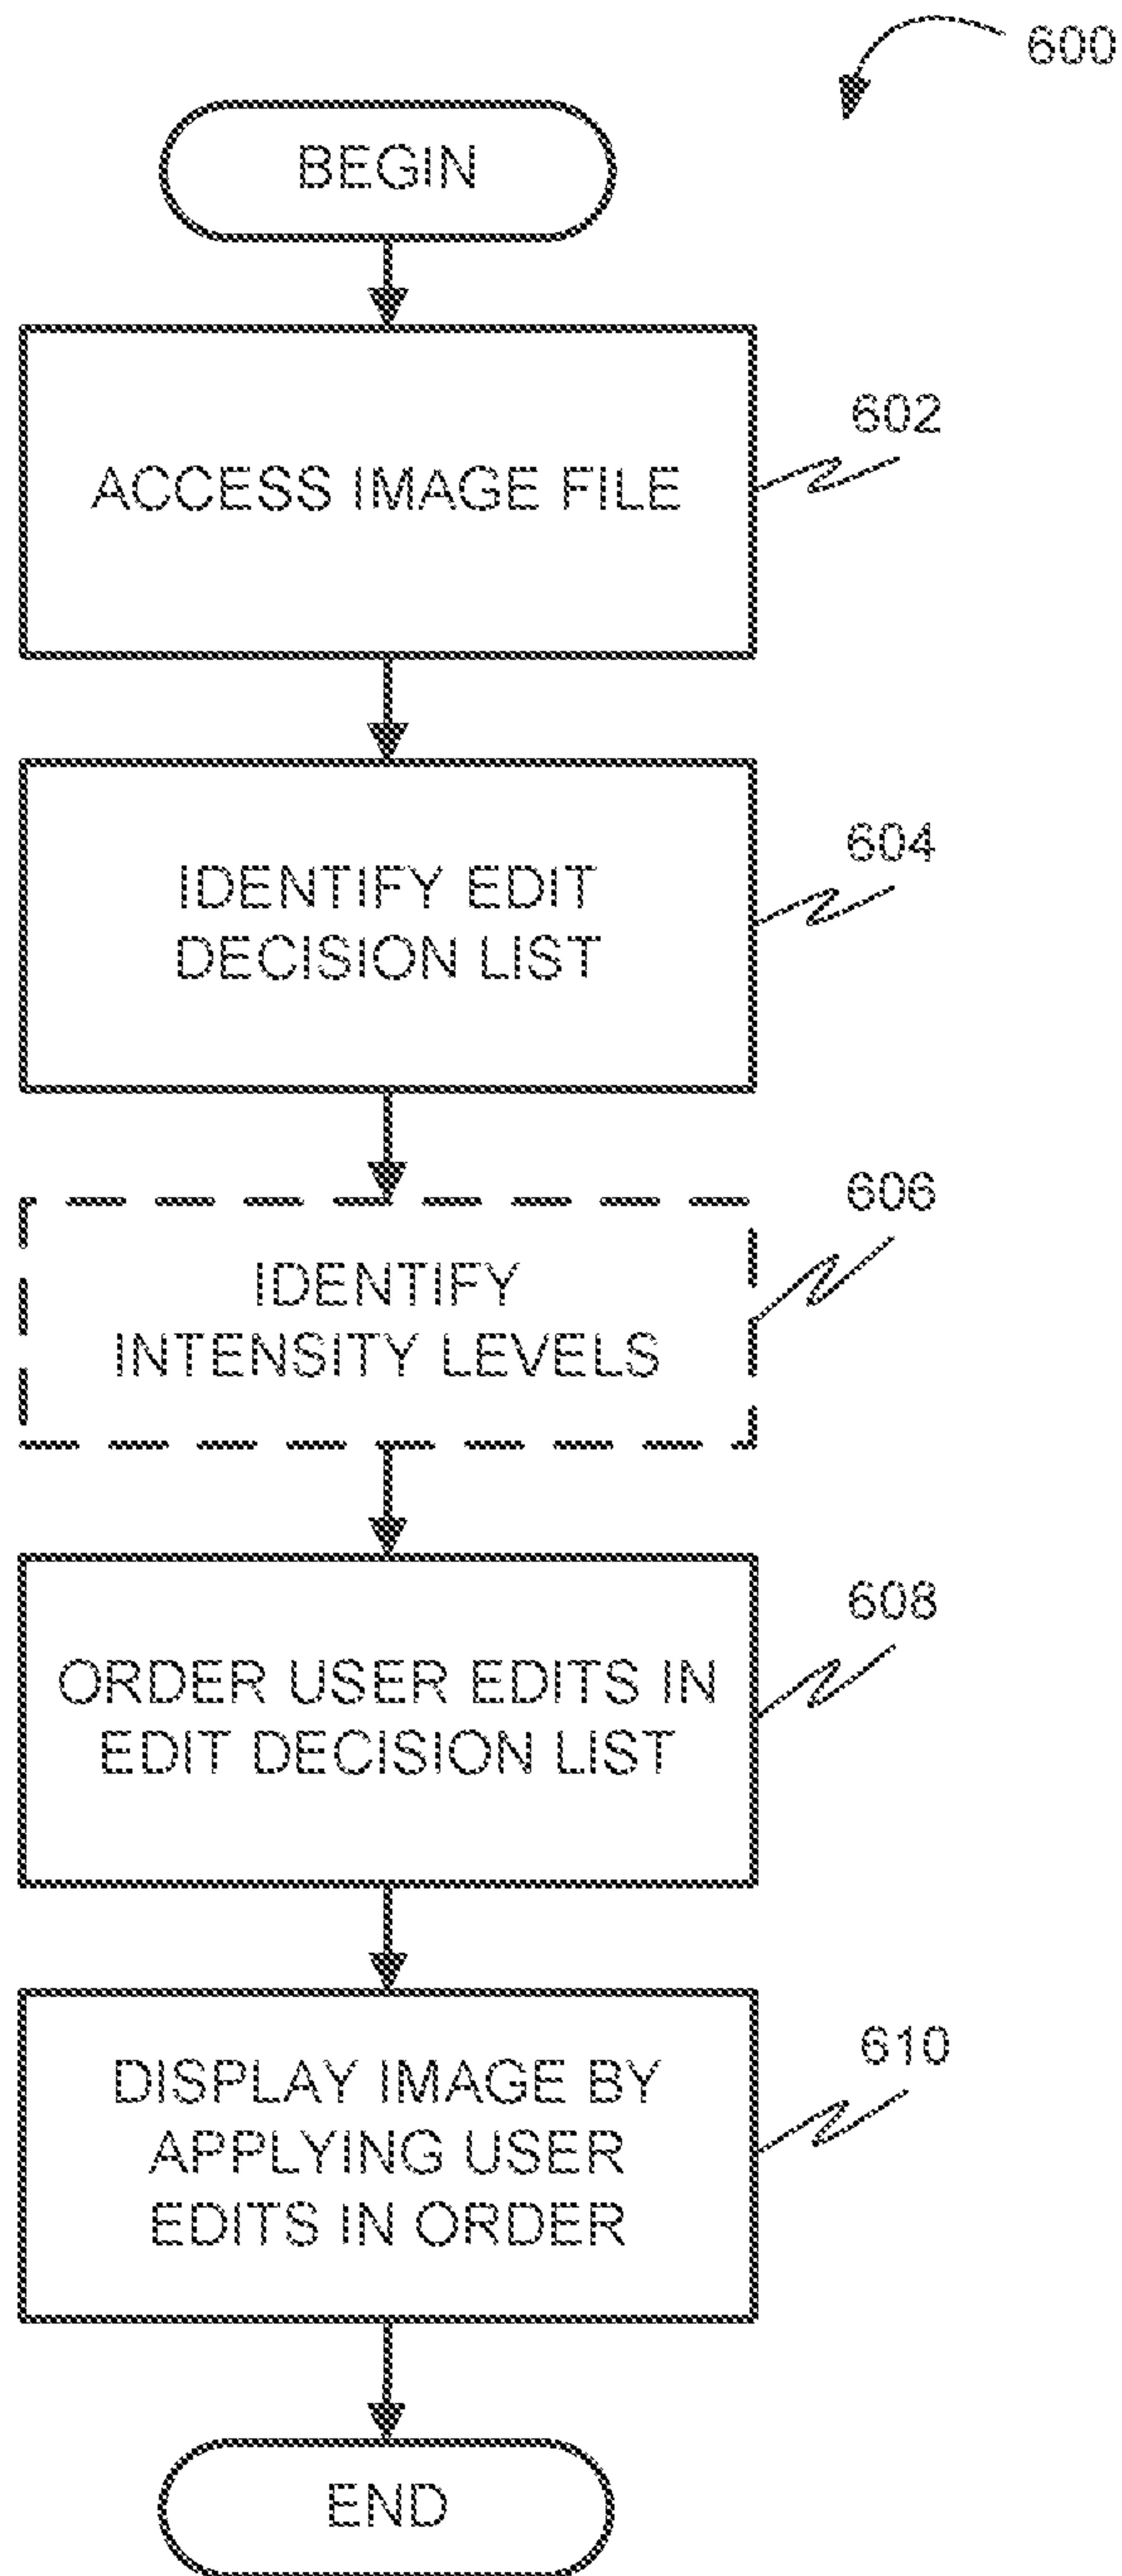 600
BEGIN
ACCESS IMAGE FILE
602
IDENTIFY EDIT
DECISION LIST
604
IDENTIFY
INTENSITY LEVELS
606
ORDER USER EDITS IN
EDIT DECISION LIST
608
DISPLAY IMAGE BY
APPLYING USER
EDITS IN ORDER
610
END